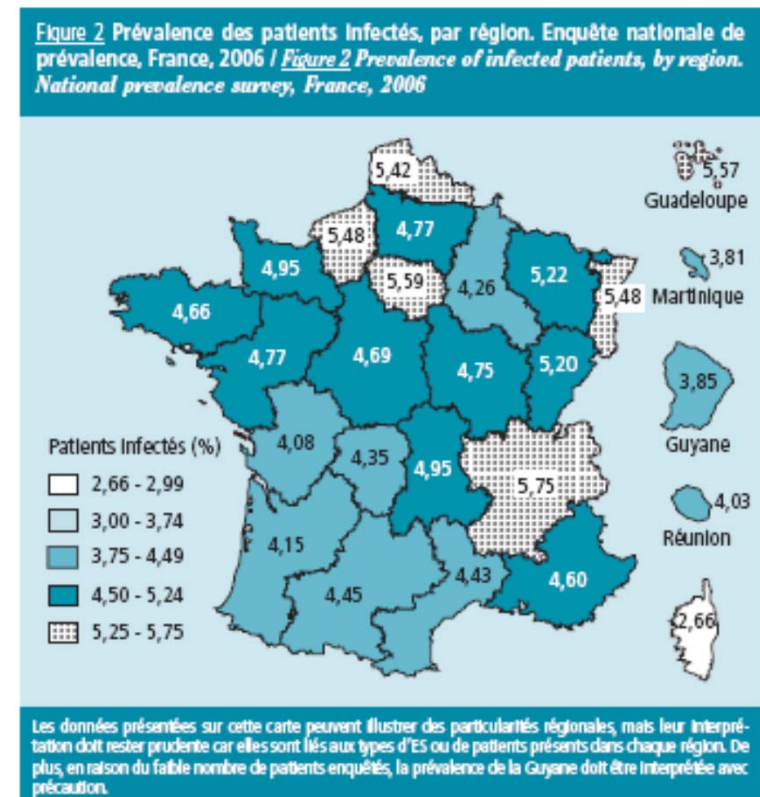 Figure 2 Prévalence des patients infectés, par région. Enquête nationale de
prévalence, France, 2006 / Figure 2 Prevalence of infected patients, by region.
National prevalence survey, France, 2006
5,42
5,57
Guadeloupe
5,48
4,77
4,95
5,59
4,26
5,22
3,81
5,48
Martinique
4,66
4,77
4,69
4,75
5,20
3,85
Guyane
4,08
4,35
4,95
5,75
4,03
Réunion
4,15
4,45
4,43
4,60
2,66
Patients infectés (%)
2,66 - 2,99
3,00 - 3,74
3,75 - 4,49
4,50 - 5,24
5,25 - 5,75
Les données présentées sur cette carte peuvent illustrer des particularités régionales, mais leur interpré-
tation doit rester prudente car elles sont liés aux types d'ES ou de patients présents dans chaque région. De
plus, en raison du faible nombre de patients enquêtés, la prévalence de la Guyane doit être interprétée avec
précaution.